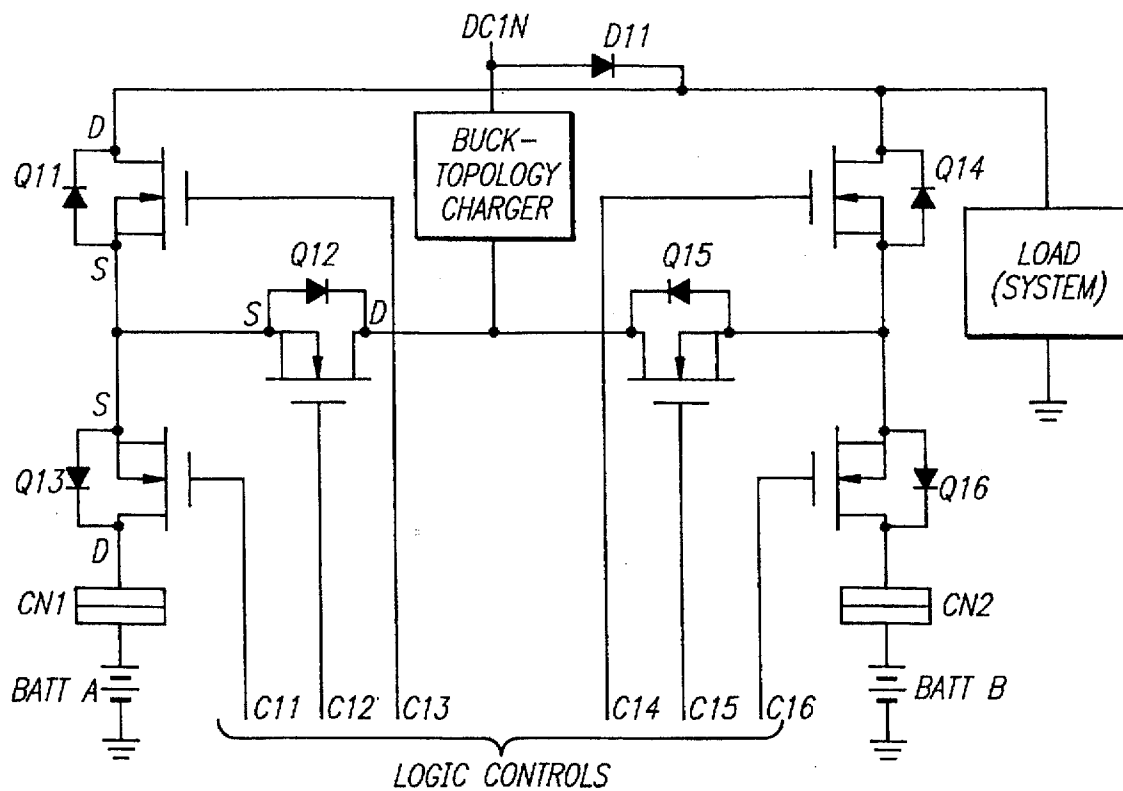 DC1N
D11
D
BUCK-
TOPOLOGY
CHARGER
Q11
Q14
S
Q12
Q15
LOAD
(SYSTEM)
S
D
S
Q13
Q16
D
CN1
CN2
BATT A
BATT B
C11
C12
C13
C14
C15
C16
LOGIC CONTROLS